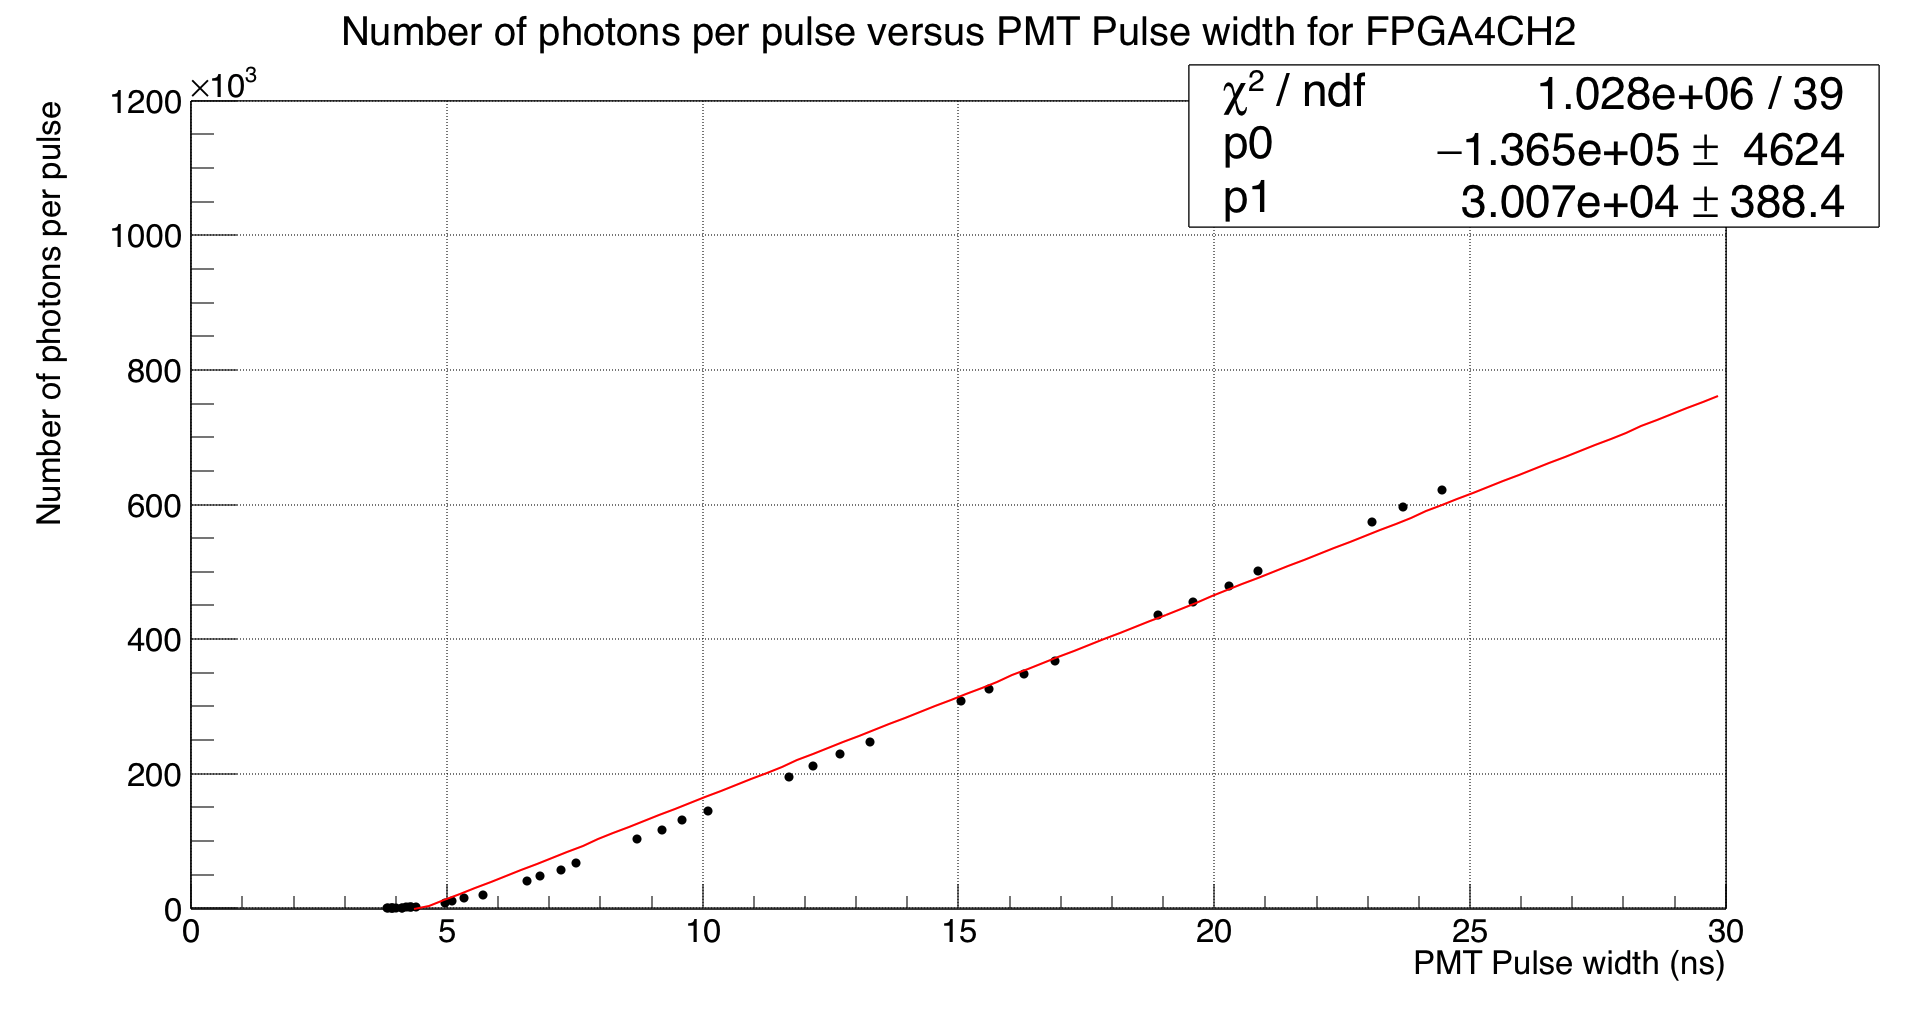 Number of photons per pulse versus PMT Pulse width for FPGA4CH2
×10³
χ² / ndf 1.028e+06 / 39
p0 −1.365e+05 ± 4624
p1 3.007e+04 ± 388.4
Number of photons per pulse
1200
1000
800
600
400
200
0
0 5 10 15 20 25 30
PMT Pulse width (ns)